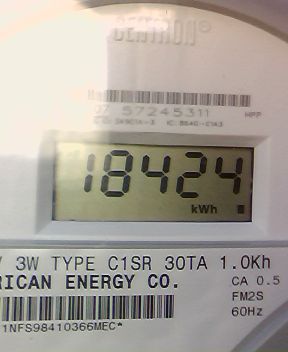 CENTRON®
57245311
18424
kWh
V 3W TYPE C1SR 30TA 1.0Kh
RICAN ENERGY CO.
CA 0.5
FM2S
60Hz
1NFS98410366MEC*